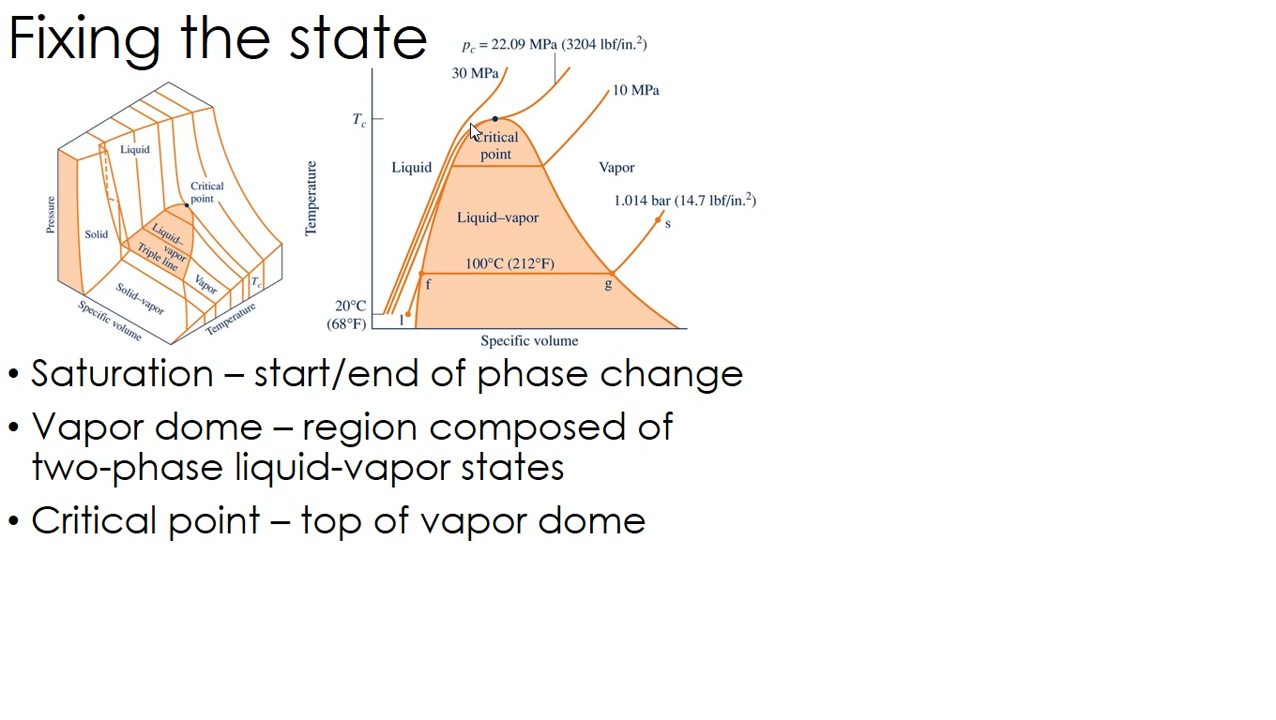 Fixing the state
Pressure
Liquid
Solid
Critical
point
Liquid–
vapor
Triple line
Vapor
Tc
Solid–vapor
Specific volume
Temperature
pc = 22.09 MPa (3204 lbf/in.²)
30 MPa
10 MPa
Tc
Critical
point
Liquid
Vapor
Temperature
1.014 bar (14.7 lbf/in.²)
s
Liquid–vapor
100°C (212°F)
f
g
20°C
(68°F)
l
Specific volume
• Saturation – start/end of phase change
• Vapor dome – region composed of
two-phase liquid-vapor states
• Critical point – top of vapor dome